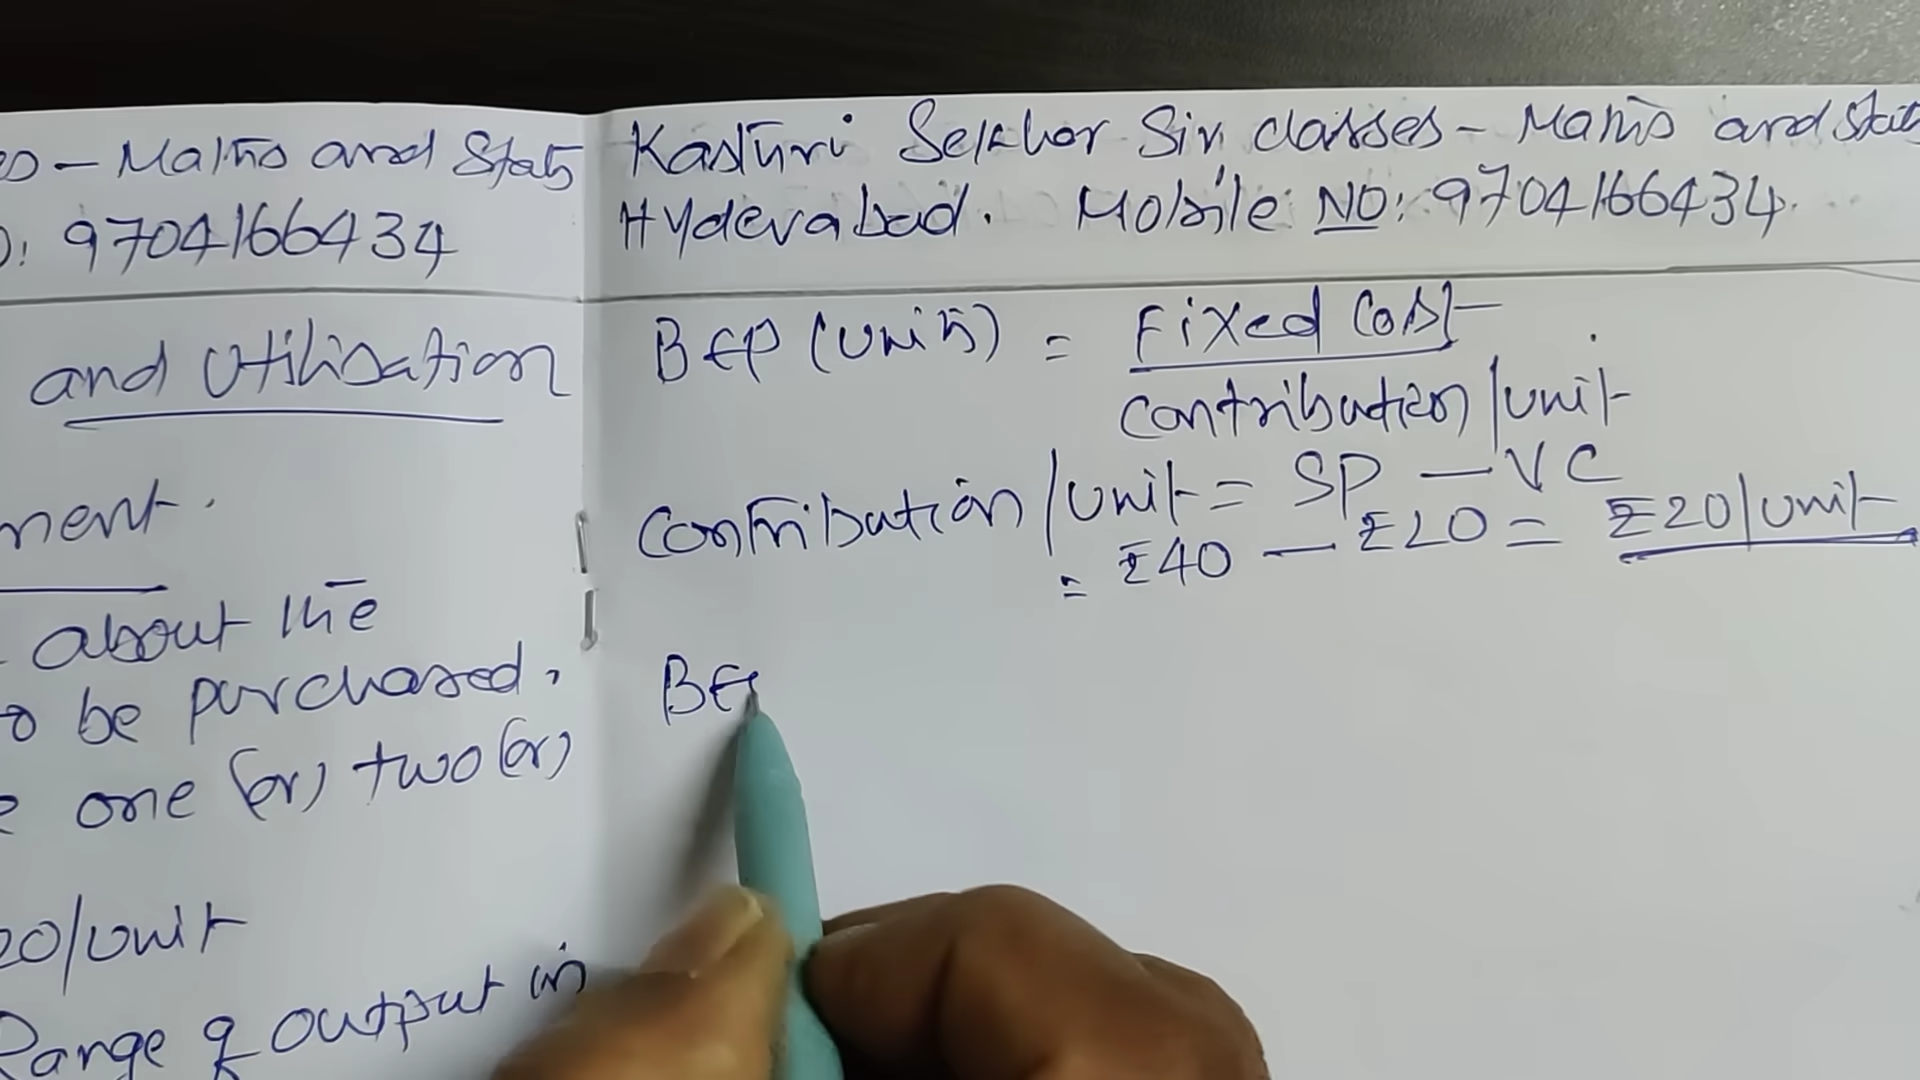 – Maths and Stats
: 9704166434
and Utilisation
ment.
about the
to be purchased.
one (or) two (or)
20/unit
Range of output in
Kasturi Sekhar Sir classes – Maths and Stats
Hyderabad. Mobile NO: 9704166434.
BEP (units) = Fixed Cost
Contribution/unit
Contribution/unit = SP – VC
= ₹40 – ₹20 = ₹20/unit
BEP